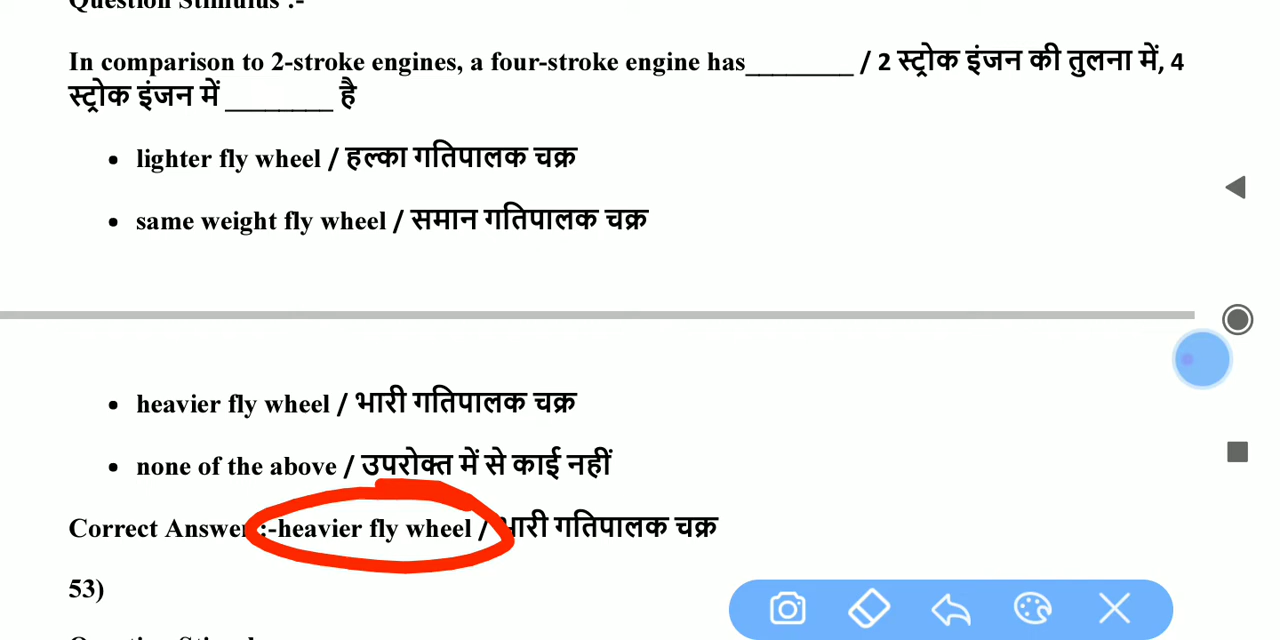 In comparison to 2-stroke engines, a four-stroke engine has________ / 2 स्ट्रोक इंजन की तुलना में, 4
स्ट्रोक इंजन में ________ है
• lighter fly wheel / हल्का गतिपालक चक्र
• same weight fly wheel / समान गतिपालक चक्र
• heavier fly wheel / भारी गतिपालक चक्र
• none of the above / उपरोक्त में से काई नहीं
Correct Answer :-heavier fly wheel / भारी गतिपालक चक्र
53)